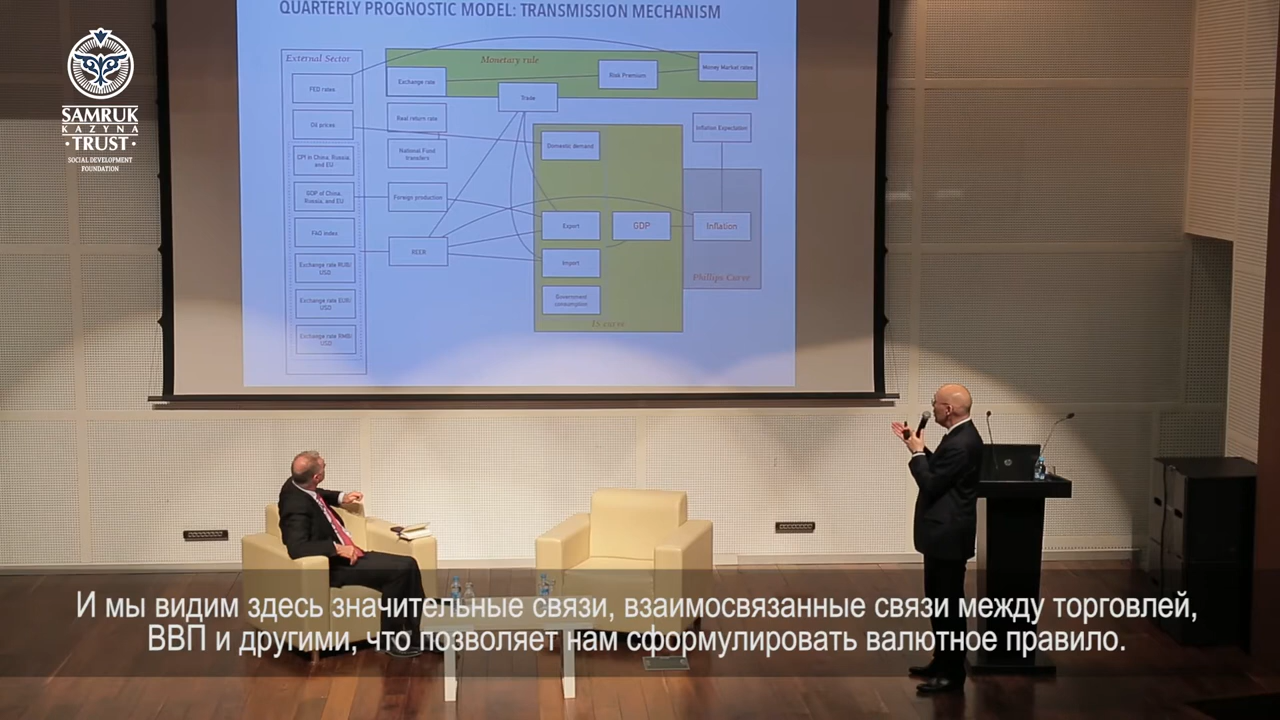 QUARTERLY PROGNOSTIC MODEL: TRANSMISSION MECHANISM
SAMRUK
KAZYNA
·TRUST·
SOCIAL DEVELOPMENT
FOUNDATION
External Sector
FED rates
Oil prices
CPI in China, Russia,
and EU
GDP of China,
Russia, and EU
FAO index
Exchange rate RUB/
USD
Exchange rate EUR/
USD
Exchange rate RMB/
USD
Monetary rule
Exchange rate
Risk Premium
Money Market rates
Trade
Real return rate
National Fund
transfers
Foreign production
REER
Domestic demand
Export
Import
Government
consumption
GDP
IS curve
Inflation Expectation
Inflation
Phillips Curve
И мы видим здесь значительные связи, взаимосвязанные связи между торговлей,
ВВП и другими, что позволяет нам сформулировать валютное правило.